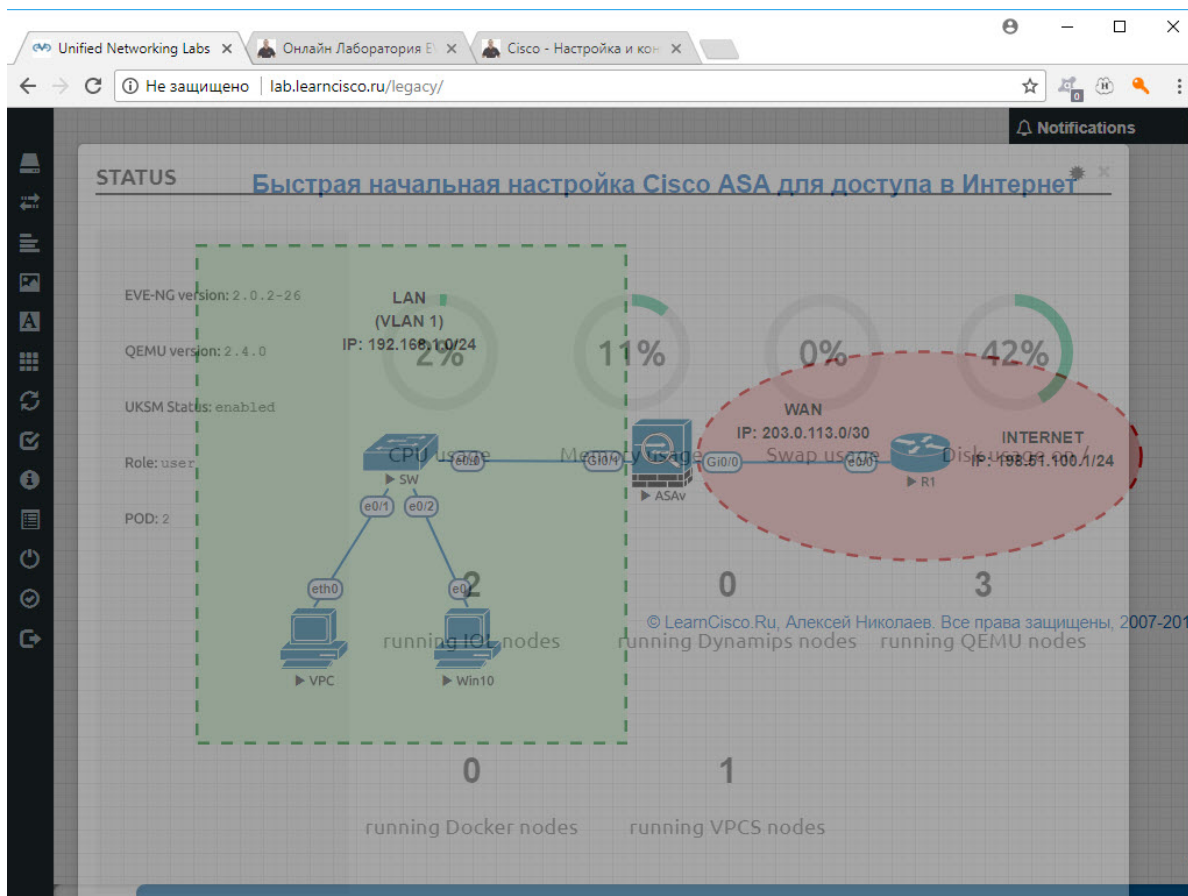 Unified Networking Labs
Онлайн Лаборатория E
Cisco - Настройка и кон
Не защищено
lab.learncisco.ru/legacy/
0
H
Notifications
STATUS
Быстрая начальная настройка Cisco ASA для доступа в Интернет
EVE-NG version: 2.0.2-26
QEMU version: 2.4.0
UKSM Status: enabled
Role: user
POD: 2
LAN
(VLAN 1)
IP: 192.168.1.0/24
2%
11%
0%
42%
CPU usage
Memory usage
Swap usage
Disk usage on /
WAN
IP: 203.0.113.0/30
INTERNET
IP: 198.51.100.1/24
e0/0
Gi0/1
Gi0/0
e0/0
SW
ASAv
R1
e0/1
e0/2
eth0
e0
VPC
Win10
2
running IOL nodes
0
running Dynamips nodes
3
running QEMU nodes
© LearnCisco.Ru, Алексей Николаев. Все права защищены, 2007-201
0
running Docker nodes
1
running VPCS nodes